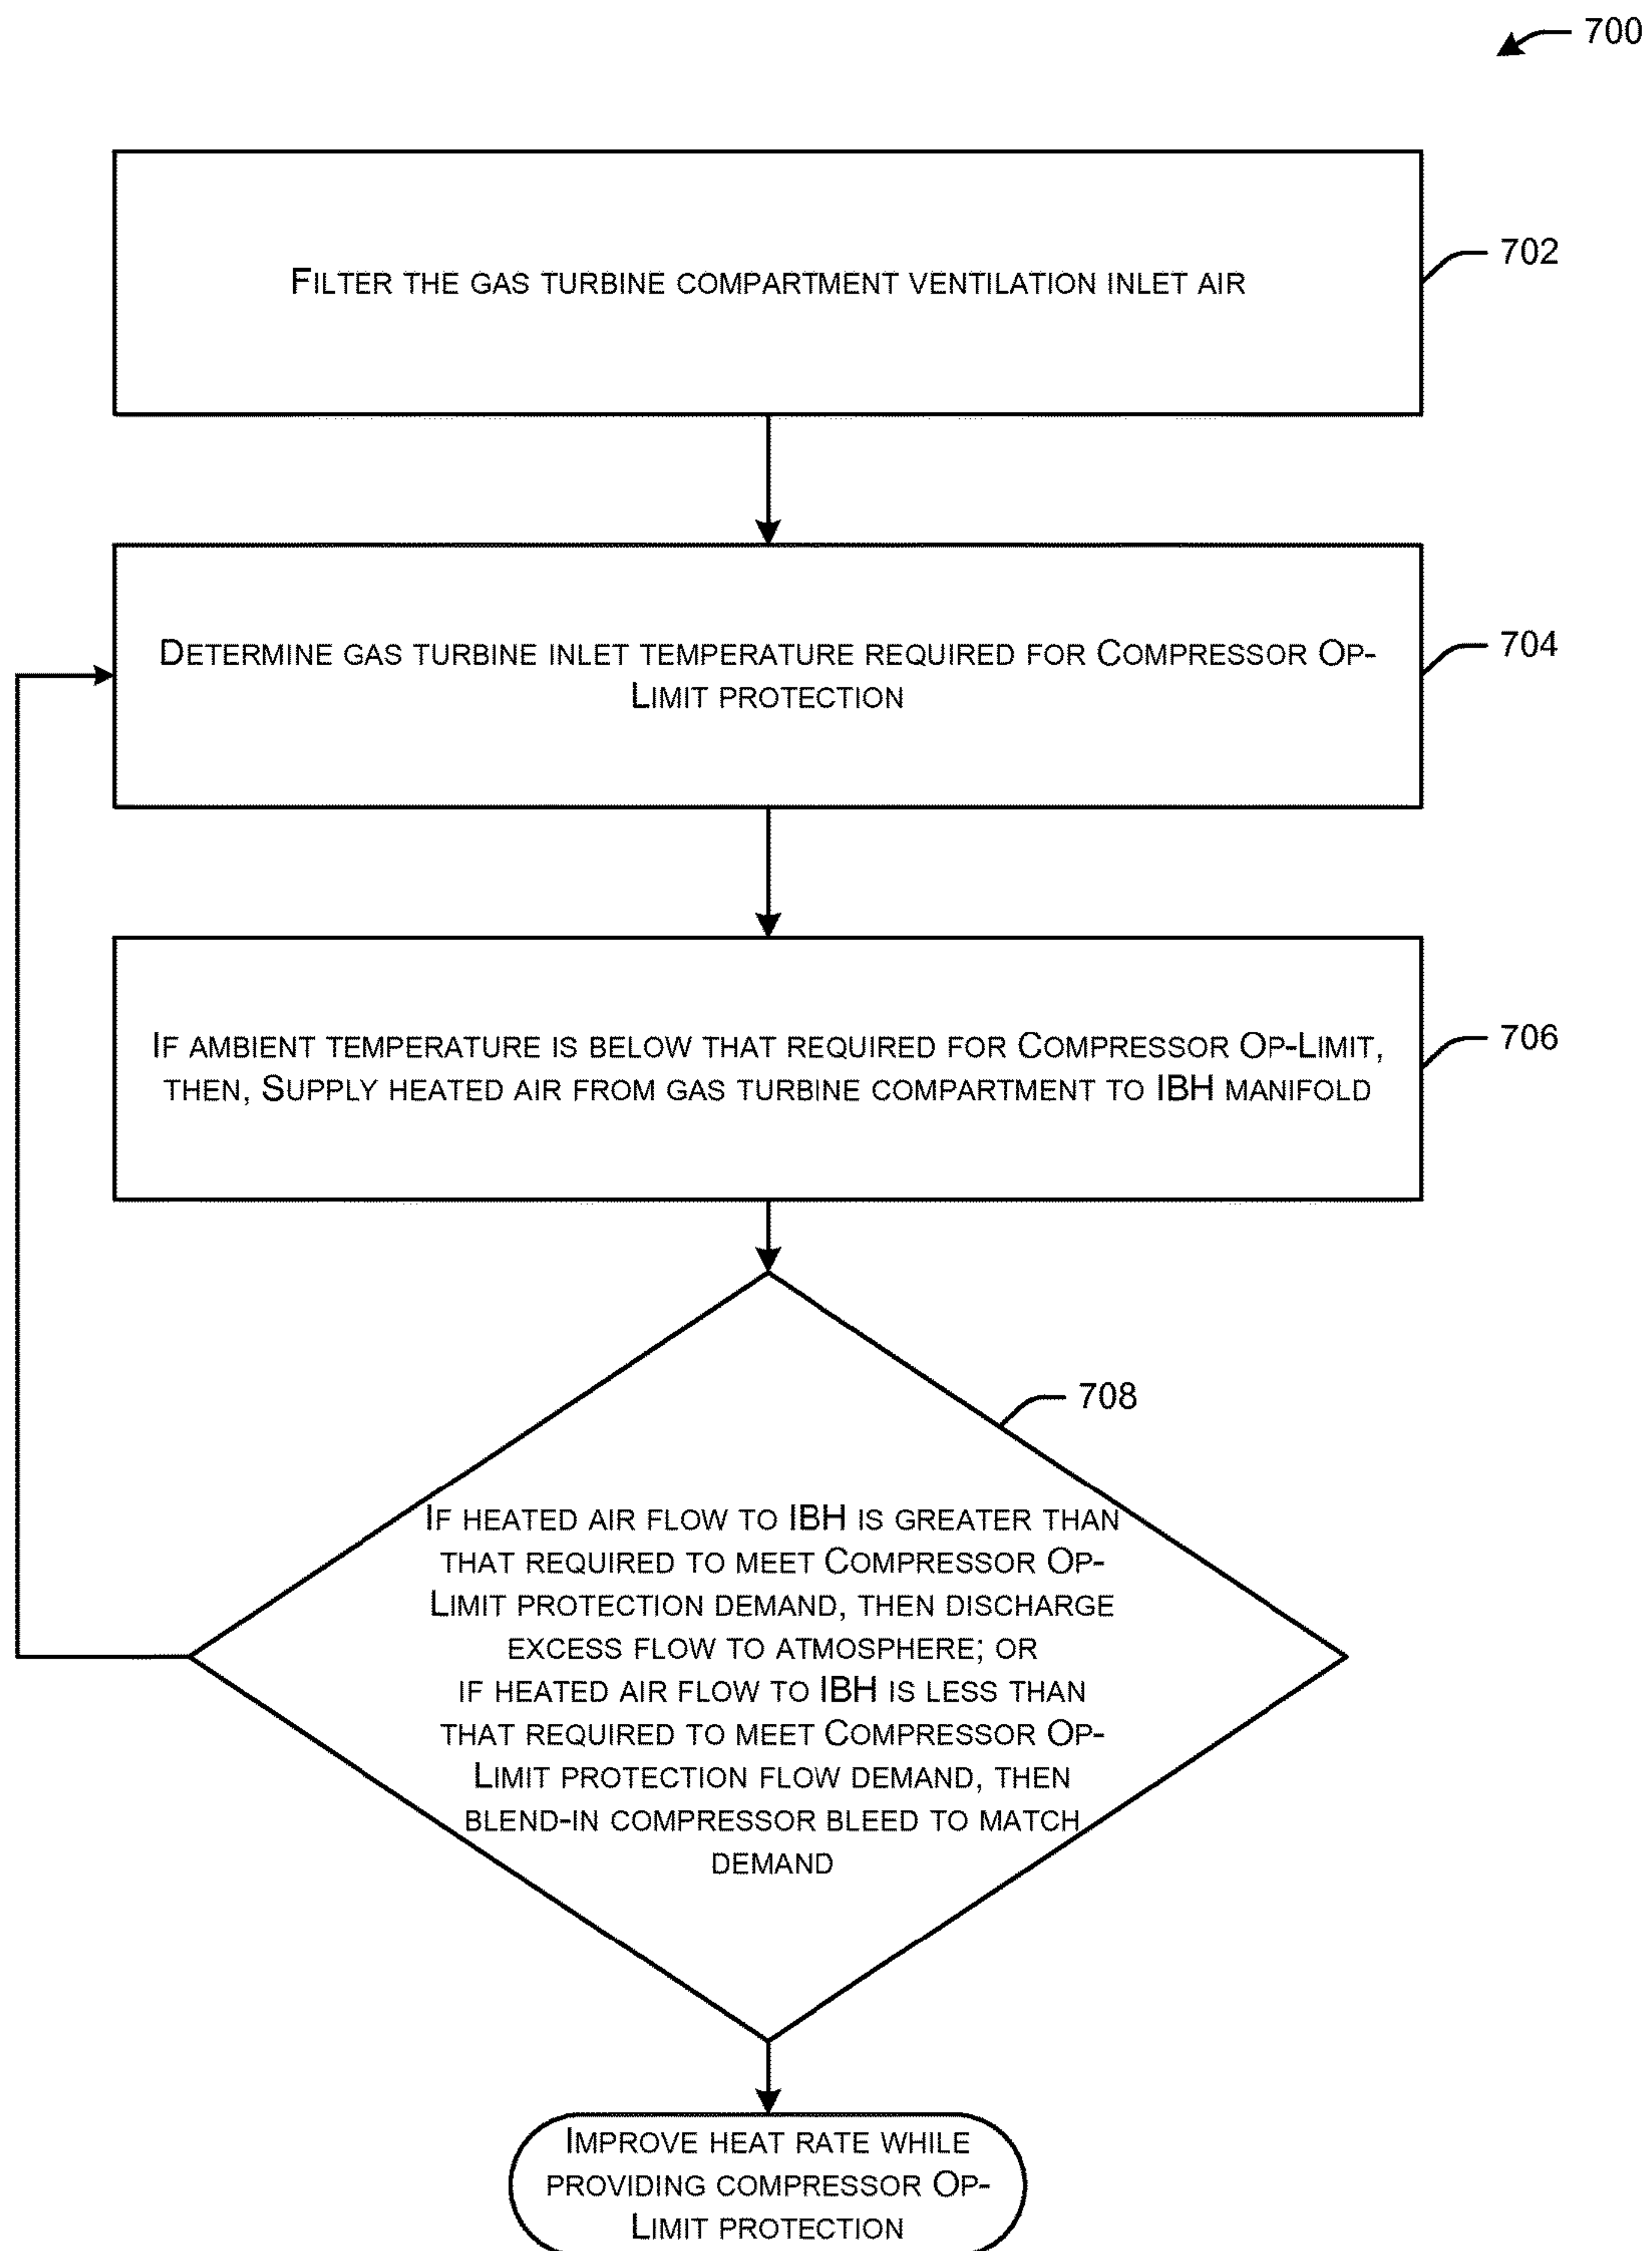 700
Filter the gas turbine compartment ventilation inlet air
702
Determine gas turbine inlet temperature required for Compressor Op-
Limit protection
704
If ambient temperature is below that required for Compressor Op-Limit,
then, Supply heated air from gas turbine compartment to IBH manifold
706
708
If heated air flow to IBH is greater than
that required to meet Compressor Op-
Limit protection demand, then discharge
excess flow to atmosphere; or
if heated air flow to IBH is less than
that required to meet Compressor Op-
Limit protection flow demand, then
blend-in compressor bleed to match
demand
Improve heat rate while
providing compressor Op-
Limit protection